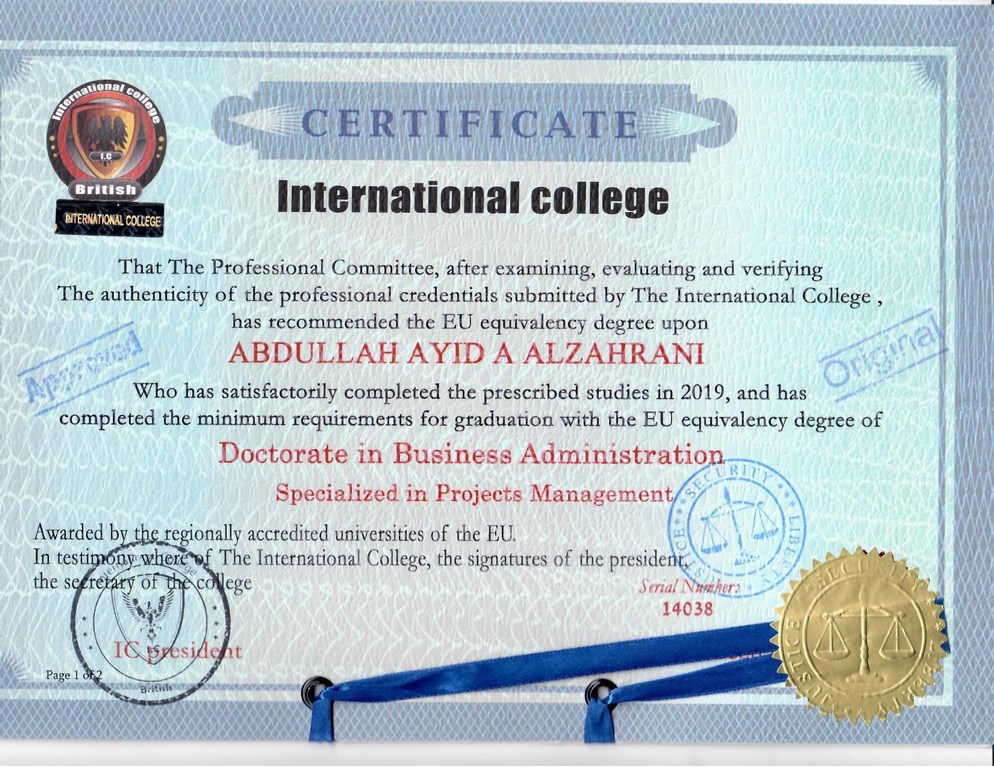 International college
I.C
British
INTERNATIONAL COLLEGE
CERTIFICATE
International college
That The Professional Committee, after examining, evaluating and verifying
The authenticity of the professional credentials submitted by The International College ,
has recommended the EU equivalency degree upon
ABDULLAH AYID A ALZAHRANI
Approved
Original
Who has satisfactorily completed the prescribed studies in 2019, and has
completed the minimum requirements for graduation with the EU equivalency degree of
Doctorate in Business Administration
Specialized in Projects Management
SECURITY LIBERTY JUSTICE
Awarded by the regionally accredited universities of the EU.
In testimony where of The International College, the signatures of the president,
the secretary of the college
Serial Number:
14038
IC president
Page 1 of 2
British
SECURITY LIBERTY JUSTICE